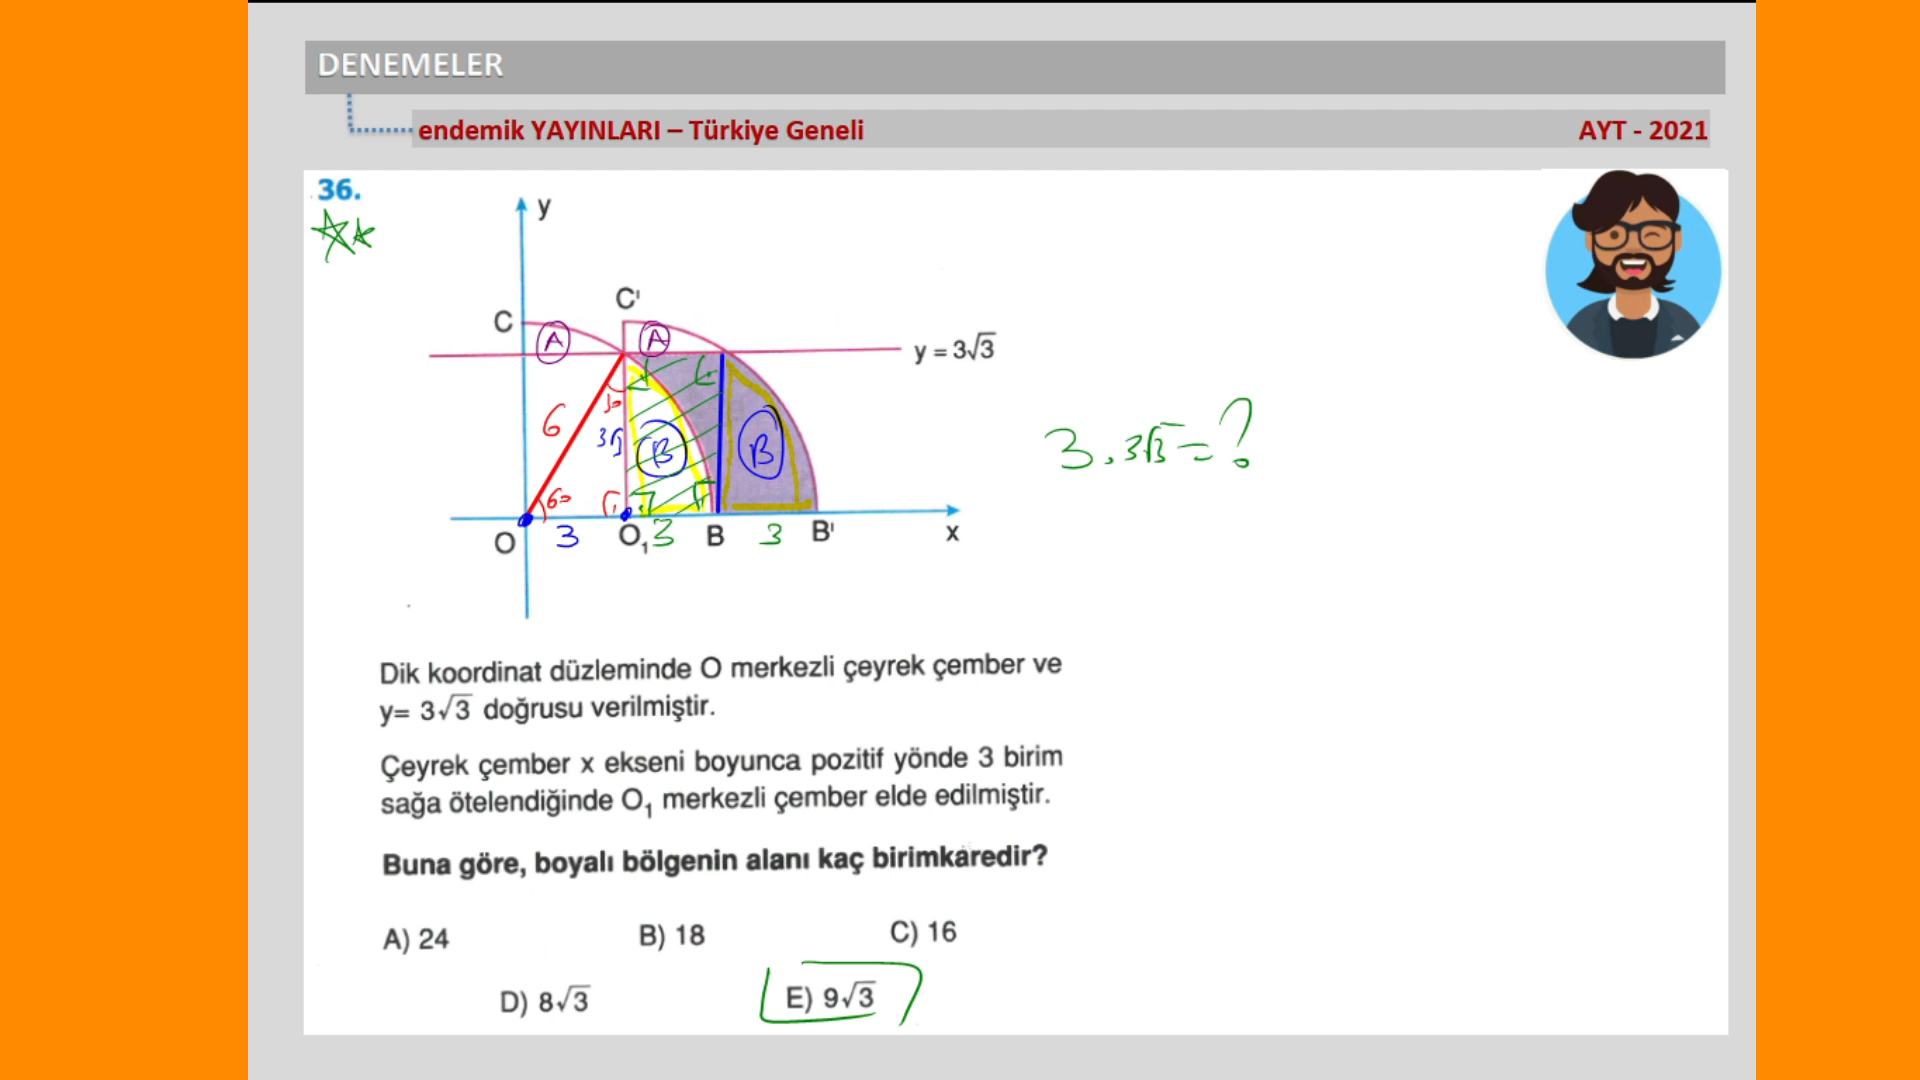 DENEMELER
endemik YAYINLARI – Türkiye Geneli
AYT - 2021
36.
y
C'
C
A
A
y = 3√3
6
30
3√3
B
B
3 . 3√3 = ?
60
O
3
O₁
3
B
3
B'
x
Dik koordinat düzleminde O merkezli çeyrek çember ve
y= 3√3 doğrusu verilmiştir.
Çeyrek çember x ekseni boyunca pozitif yönde 3 birim
sağa ötelendiğinde O₁ merkezli çember elde edilmiştir.
Buna göre, boyalı bölgenin alanı kaç birimkaredir?
A) 24
B) 18
C) 16
D) 8√3
E) 9√3